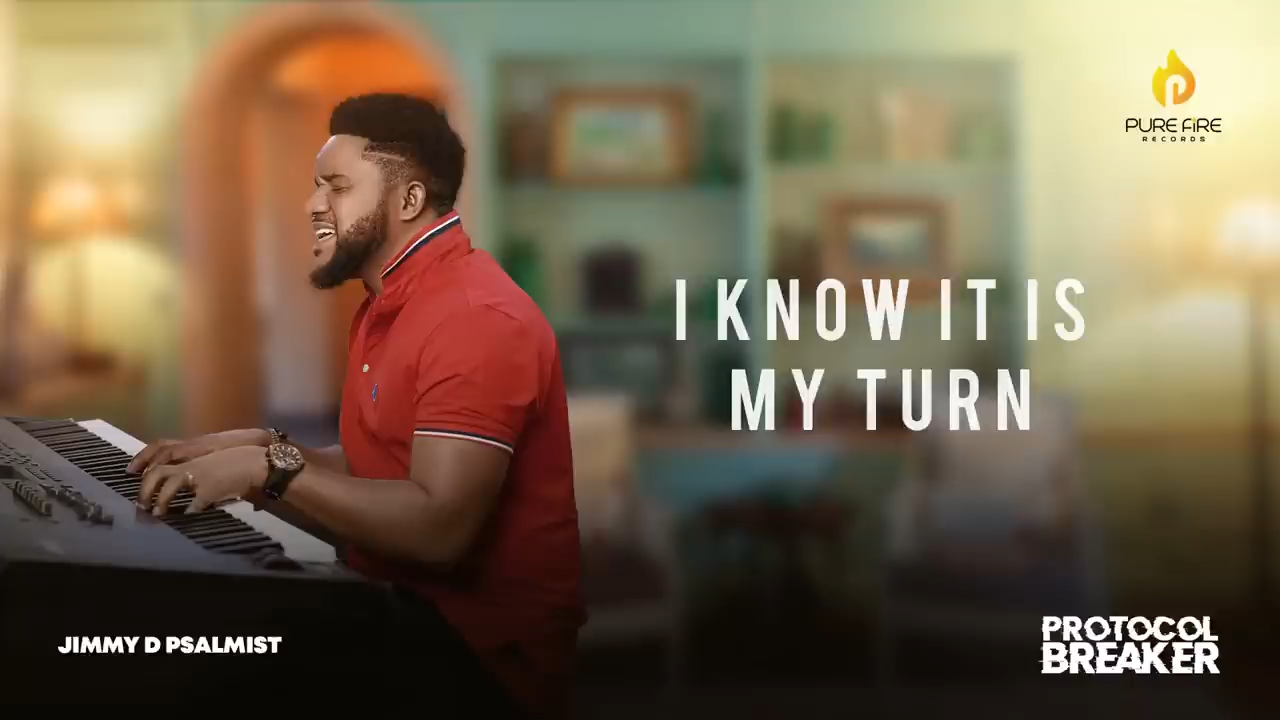 PURE FIRE
RECORDS
I KNOW IT IS
MY TURN
JIMMY D PSALMIST
PROTOCOL
BREAKER